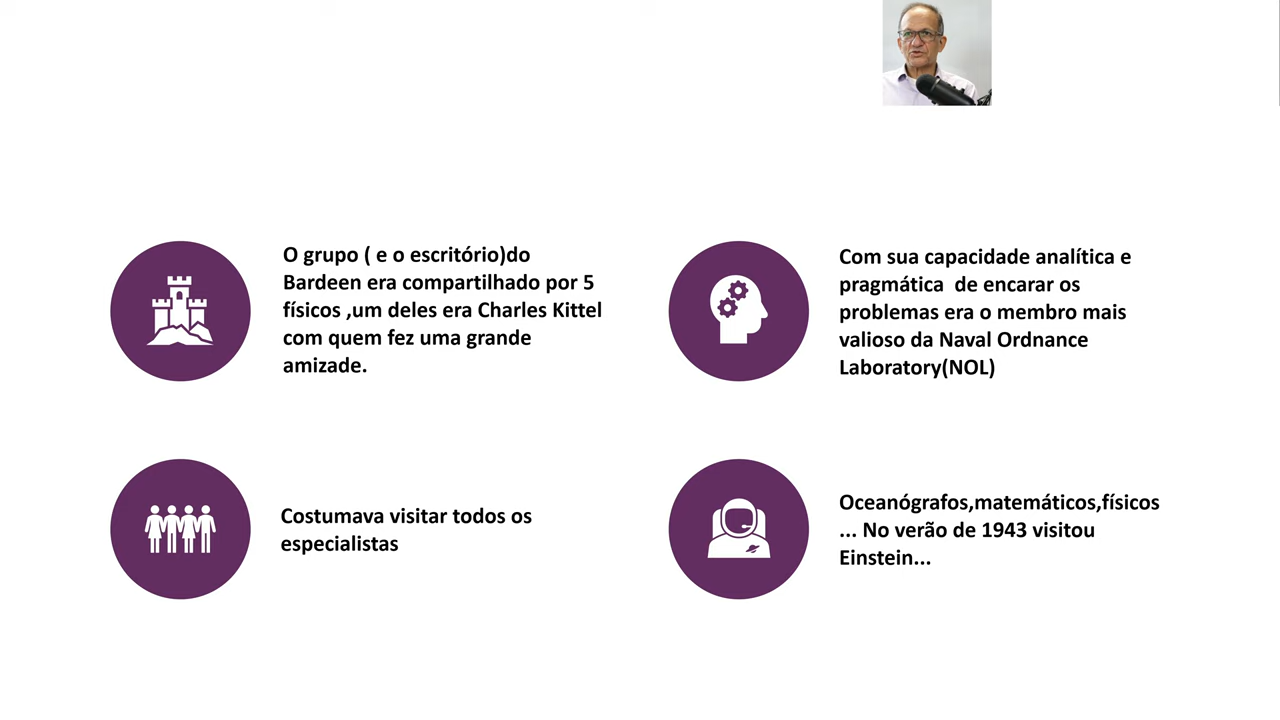 O grupo ( e o escritório)do
Bardeen era compartilhado por 5
físicos ,um deles era Charles Kittel
com quem fez uma grande
amizade.
Com sua capacidade analítica e
pragmática  de encarar os
problemas era o membro mais
valioso da Naval Ordnance
Laboratory(NOL)
Costumava visitar todos os
especialistas
Oceanógrafos,matemáticos,físicos
... No verão de 1943 visitou
Einstein...